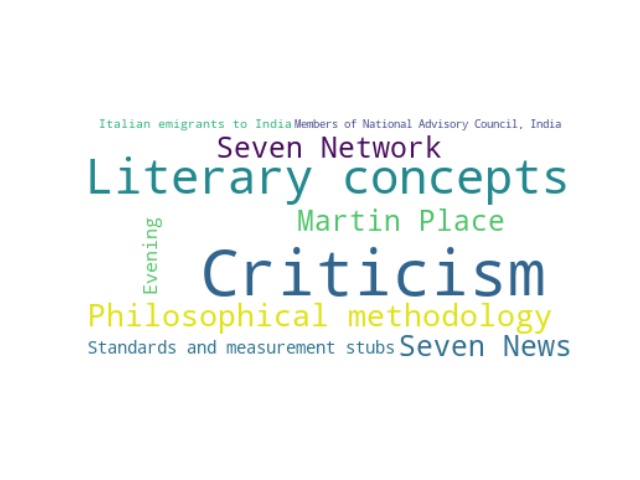 Italian emigrants to India
Members of National Advisory Council, India
Seven Network
Literary concepts
Martin Place
Evening
Criticism
Philosophical methodology
Standards and measurement stubs
Seven News